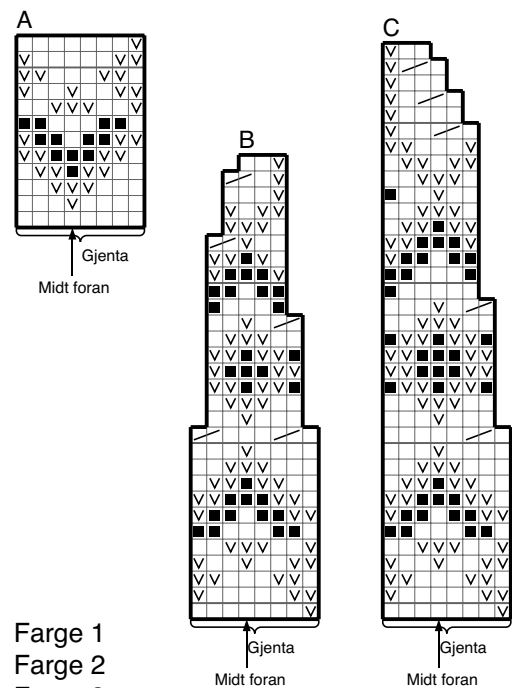 A
B
C
Gjenta
Midt foran
Gjenta
Gjenta
Midt foran
Midt foran
Farge 1
Farge 2